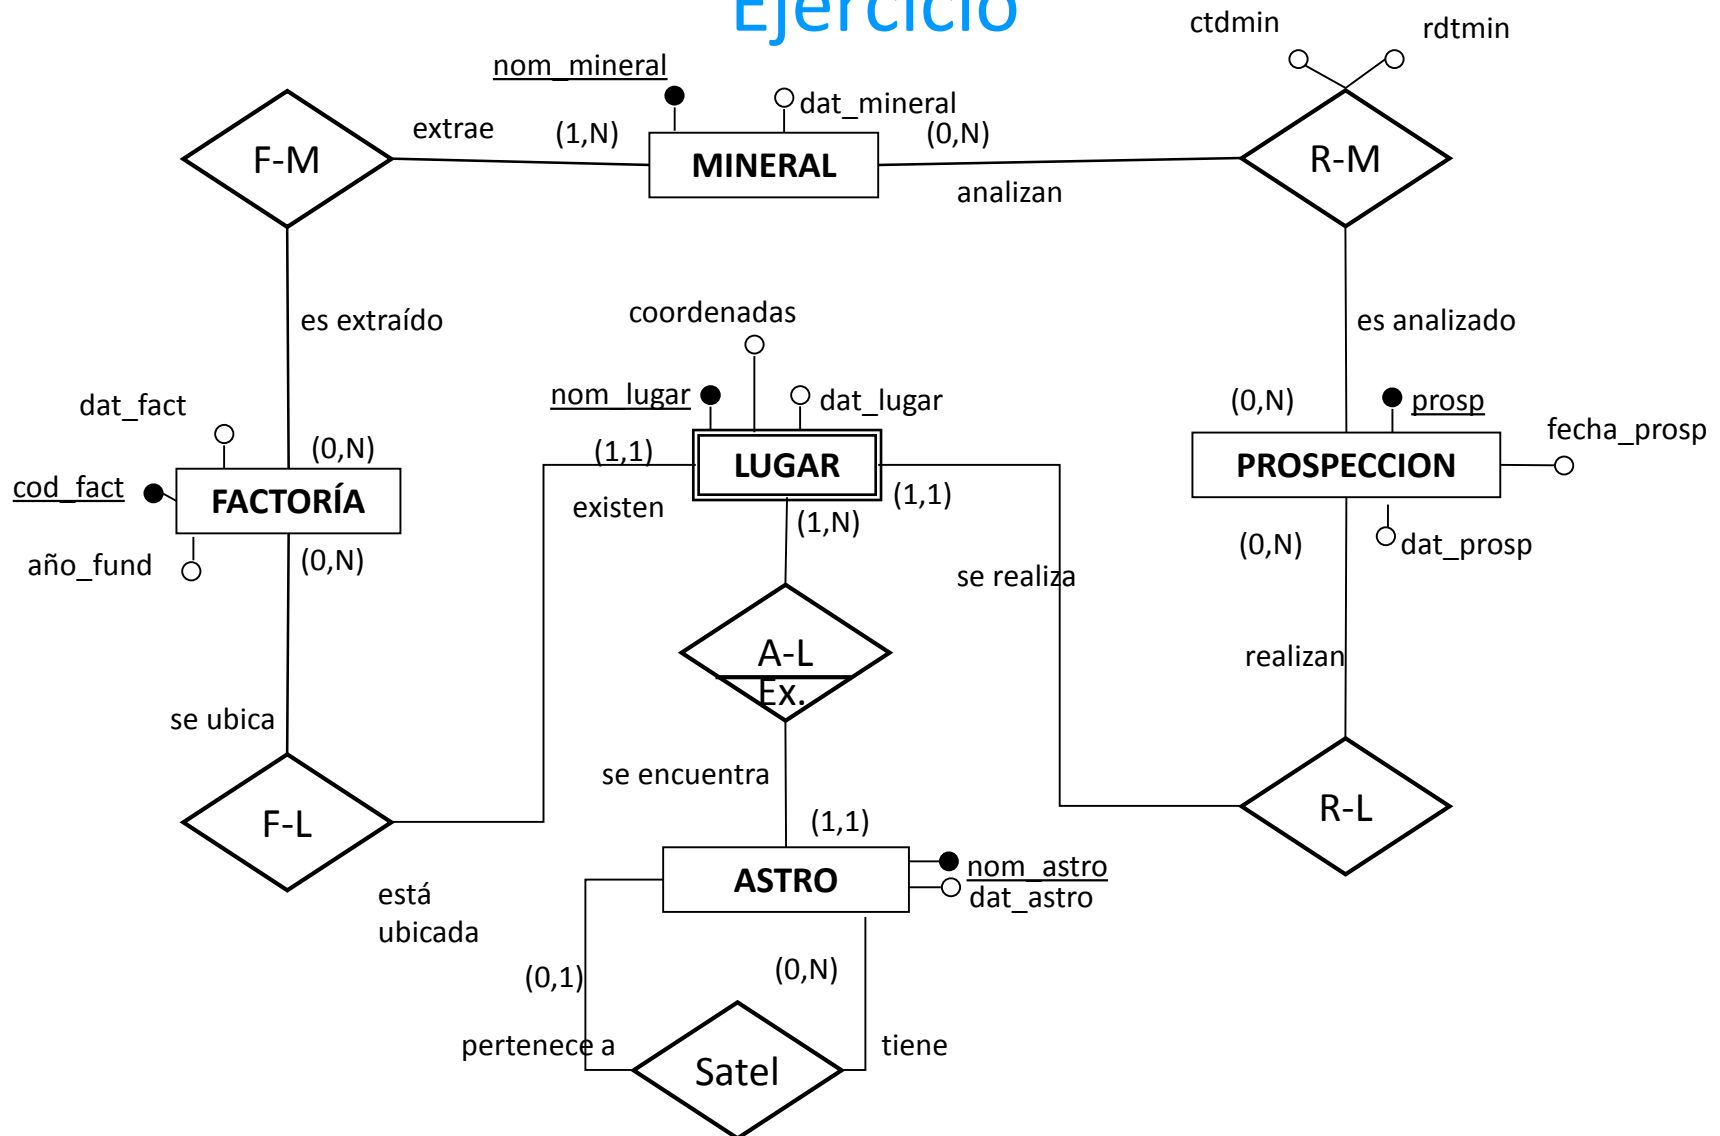 Ejercicio
ctdmin
rdtmin
nom_mineral
dat_mineral
extrae
(1,N)
(0,N)
F-M
MINERAL
R-M
analizan
coordenadas
es extraído
es analizado
nom_lugar
dat_lugar
dat_fact
(0,N)
prosp
fecha_prosp
(0,N)
(1,1)
LUGAR
PROSPECCION
cod_fact
FACTORÍA
existen
(1,1)
(1,N)
(0,N)
(0,N)
dat_prosp
año_fund
se realiza
A-L
Ex.
realizan
se ubica
se encuentra
F-L
(1,1)
R-L
ASTRO
nom_astro
dat_astro
está
ubicada
(0,1)
(0,N)
pertenece a
Satel
tiene